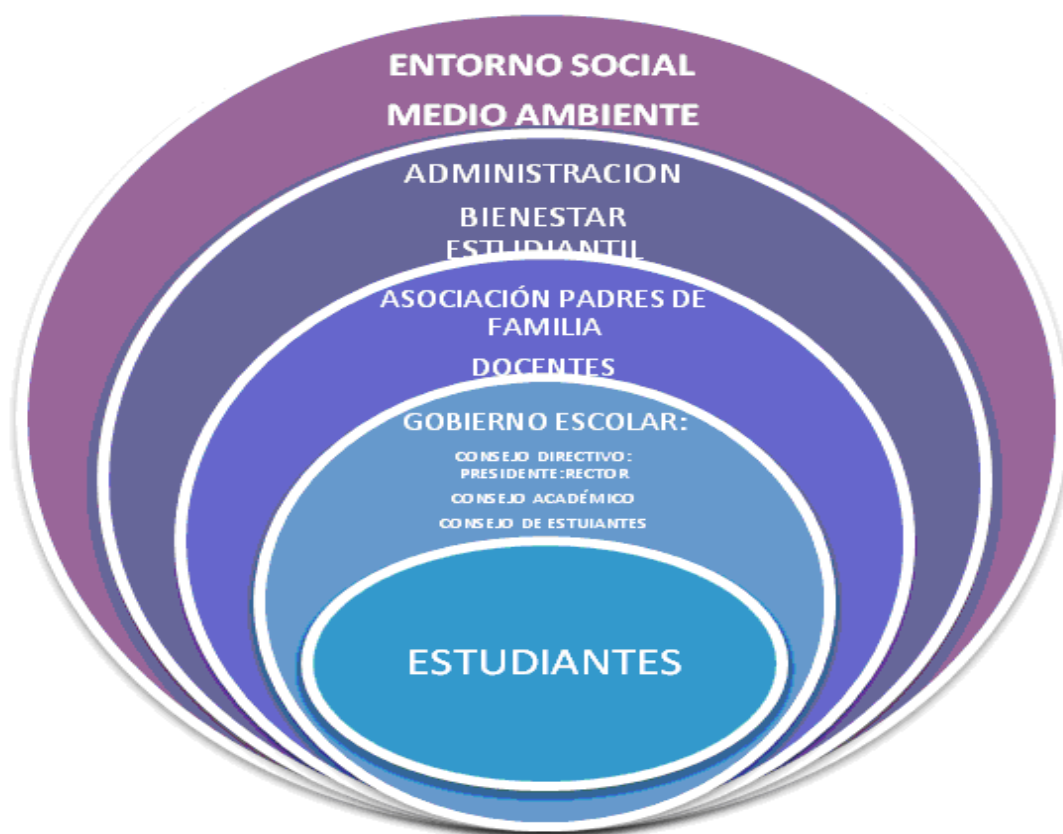 ENTORNO SOCIAL
MEDIO AMBIENTE
ADMINISTRACION
BIENESTAR
ESTUDIANTIL
ASOCIACIÓN PADRES DE
FAMILIA
DOCENTES
GOBIERNO ESCOLAR:
CONSEJO DIRECTIVO:
PRESIDENTE:RECTOR
CONSEJO ACADÉMICO
CONSEJO DE ESTUIANTES
ESTUDIANTES